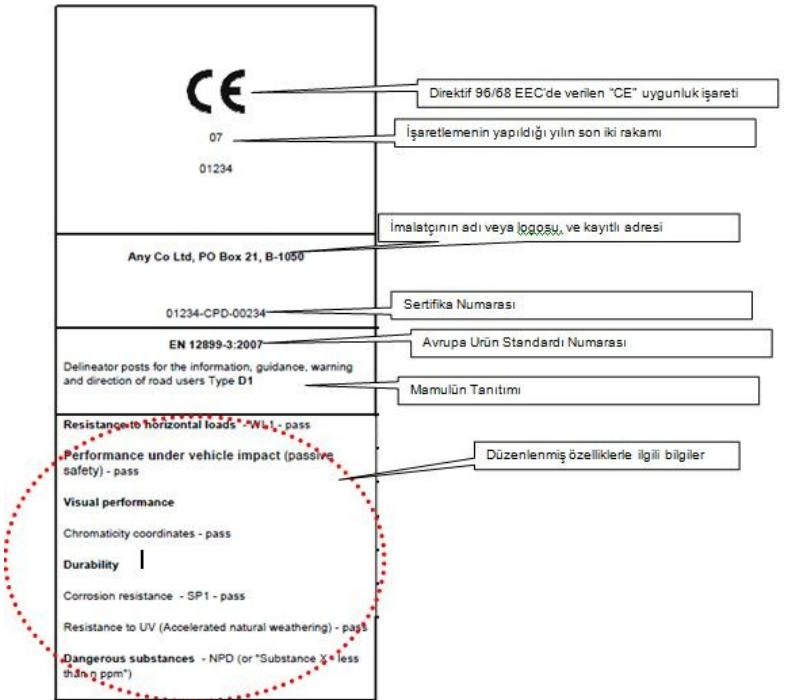 CE
Direktif 96/68 EEC'de verilen "CE" uygunluk işareti
07
İşaretlemenin yapıldığı yılın son iki rakamı
01234
İmalatçının adı veya logosu, ve kayıtlı adresi
Any Co Ltd, PO Box 21, B-1050
01234-CPD-00234
Sertifika Numarası
EN 12899-3:2007
Avrupa Ürün Standardı Numarası
Delineator posts for the information, guidance, warning
and direction of road users Type D1
Mamulün Tanıtımı
Resistance to horizontal loads - WL1 - pass
Performance under vehicle impact (passive
safety) - pass
Düzenlenmiş özelliklerle ilgili bilgiler
Visual performance
Chromaticity coordinates - pass
Durability
Corrosion resistance - SP1 - pass
Resistance to UV (Accelerated natural weathering) - pass
Dangerous substances - NPD (or "Substance X" less
than n ppm")